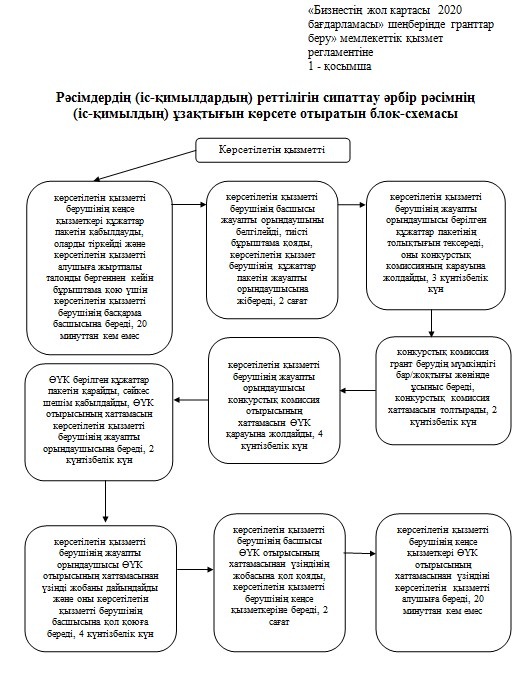 «Бизнестің жол картасы 2020
бағдарламасы» шеңберінде гранттар
беру» мемлекеттік қызмет
регламентіне
1 - қосымша
Рәсімдердің (іс-қимылдардың) реттілігін сипаттау әрбір рәсімнің
(іс-қимылдың) ұзақтығын көрсете отыратын блок-схемасы
Көрсетілетін қызметті
көрсетілетін қызметті
берушінің кеңсе
қызметкері құжаттар
пакетін қабылдауды,
оларды тіркейді және
көрсетілетін қызметті
алушыға жыртпалы
талонды бергеннен кейін
бұрыштама қою үшін
көрсетілетін қызметті
берушінің басқарма
басшысына береді, 20
минуттан кем емес
көрсетілетін қызметті
берушінің басшысы
жауапты орындаушыны
белгілейді, тиісті
бұрыштама қояды,
көрсетілетін қызмет
берушінің құжаттар
пакетін жауапты
орындаушысына
жібереді, 2 сағат
көрсетілетін қызметті
берушінің жауапты
орындаушысы берілген
құжаттар пакетінің
толықтығын тексереді,
оны конкурстық
комиссияның қарауына
жолдайды, 3 күнтізбелік
күн
конкурстық комиссия
грант берудің мүмкіндігі
бар/жоқтығы жөнінде
ұсыныс береді,
конкурстық комиссия
хаттамасын толтырады, 2
күнтізбелік күн
көрсетілетін қызметті
берушінің жауапты
орындаушысы
конкурстық комиссия
отырысының
хаттамасын ӨҮК
қарауына жолдайды, 4
күнтізбелік күн
ӨҮК берілген құжаттар
пакетін қарайды, сәйкес
шешім қабылдайды, ӨҮК
отырысының хаттамасын
көрсетілетін қызметті
берушінің жауапты
орындаушысына береді, 2
күнтізбелік күн
көрсетілетін қызметті
берушінің жауапты
орындаушысы ӨҮК
отырысының хаттамасынан
үзінді жобаны дайындайды
және оны көрсетілетін
қызметті берушінің
басшысына қол қоюға
береді, 4 күнтізбелік күн
көрсетілетін қызметті
берушінің басшысы
ӨҮК отырысының
хаттамасынан үзіндінің
жобасына қол қояды,
көрсетілетін қызметті
берушінің кеңсе
қызметкеріне береді, 2
сағат
көрсетілетін қызметті
берушінің кеңсе
қызметкері ӨҮК
отырысының
хаттамасынан үзіндіні
көрсетілетін қызметті
алушыға береді, 20
минуттан кем емес